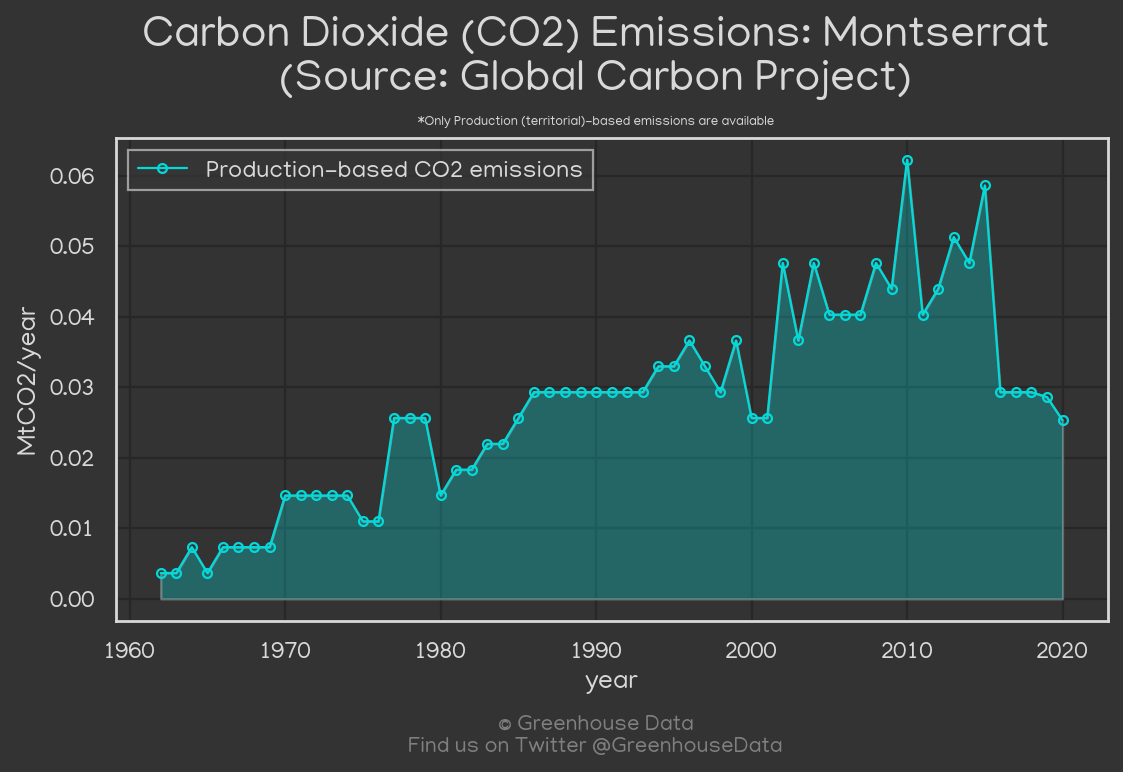 Carbon Dioxide (CO2) Emissions: Montserrat
(Source: Global Carbon Project)
*Only Production (territorial)-based emissions are available
Production-based CO2 emissions
0.06
0.05
0.04
0.03
0.02
0.01
0.00
MtCO2/year
1960 1970 1980 1990 2000 2010 2020
year
© Greenhouse Data
Find us on Twitter @GreenhouseData